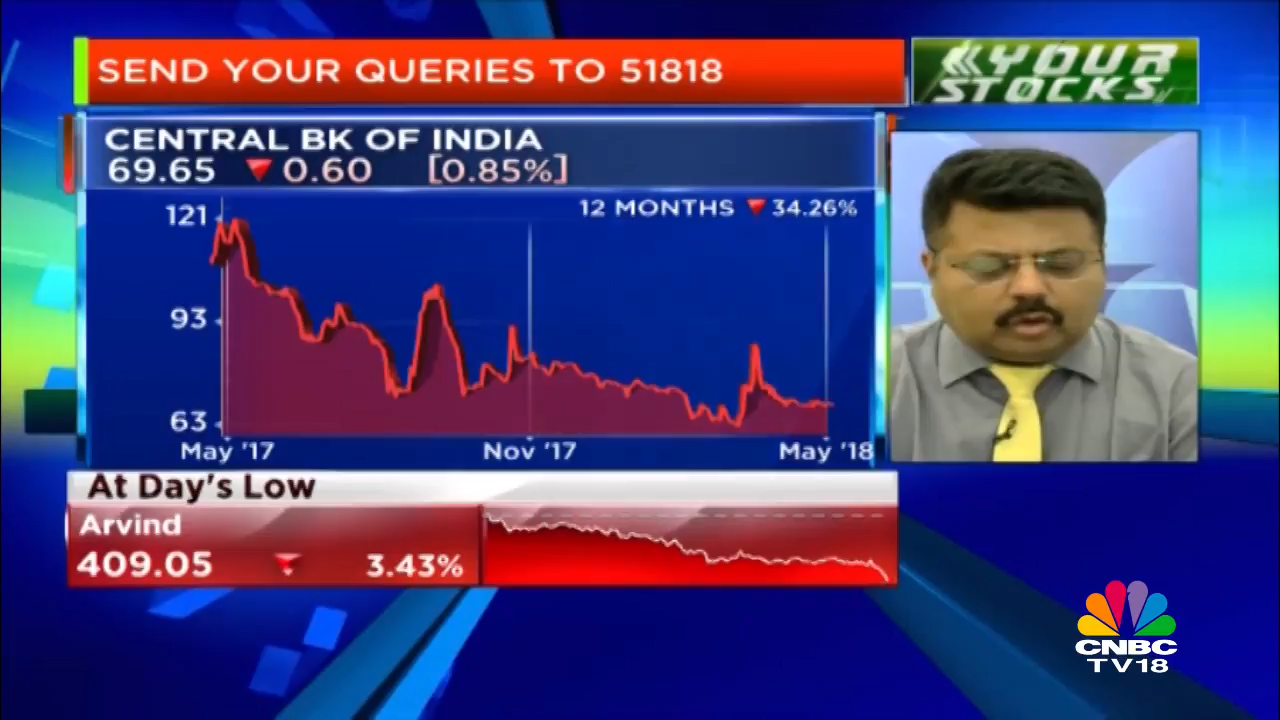 SEND YOUR QUERIES TO 51818
YOUR
STOCKS
CENTRAL BK OF INDIA
69.65 ▼ 0.60 [0.85%]
12 MONTHS ▼ 34.26%
121
93
63
May '17 Nov '17 May '18
At Day's Low
Arvind
409.05 ▼ 3.43%
CNBC
TV18